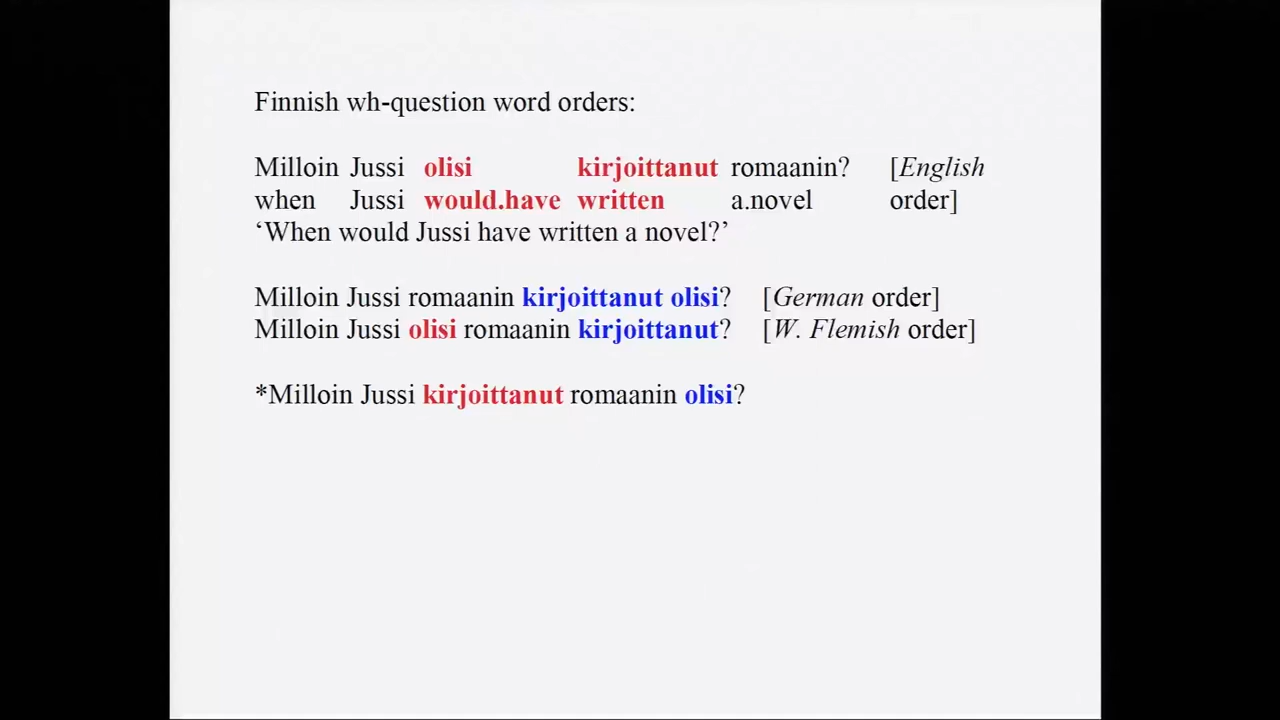 Finnish wh-question word orders:
Milloin Jussi olisi kirjoittanut romaanin? [English
when Jussi would.have written a.novel order]
‘When would Jussi have written a novel?’
Milloin Jussi romaanin kirjoittanut olisi? [German order]
Milloin Jussi olisi romaanin kirjoittanut? [W. Flemish order]
*Milloin Jussi kirjoittanut romaanin olisi?